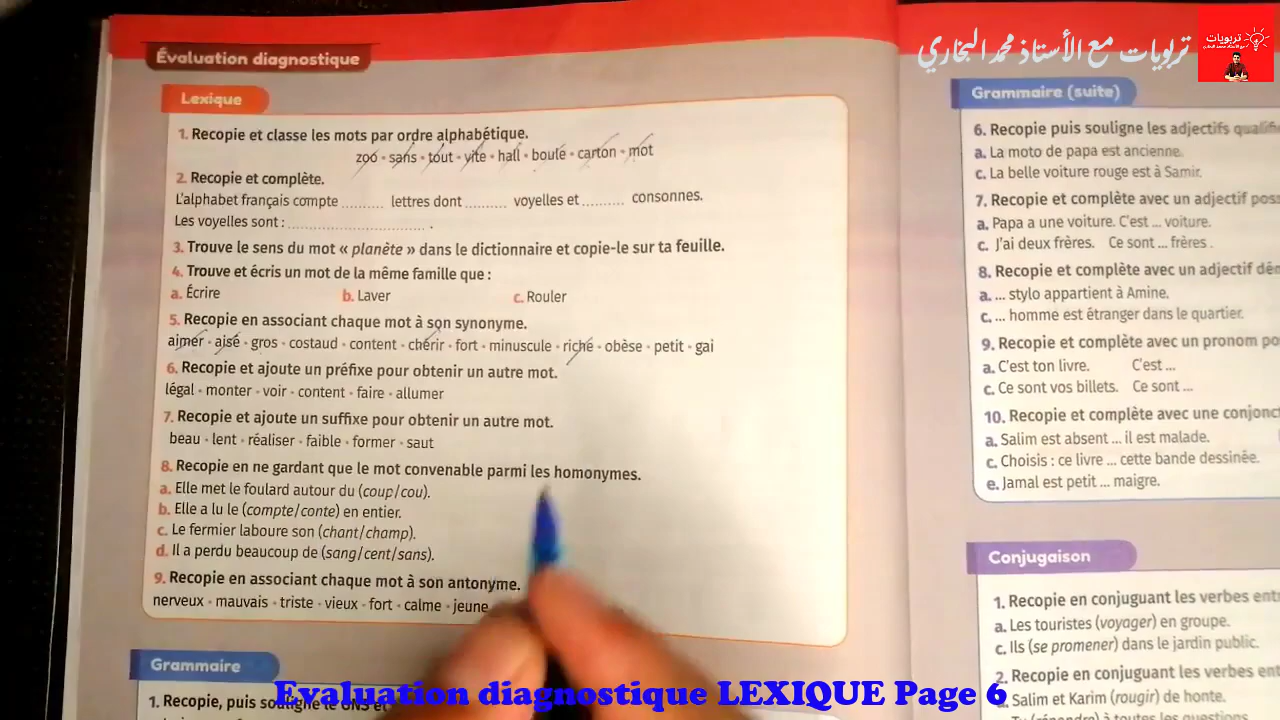 تربويات مع الأستاذ محمد البخاري
تربويات
Évaluation diagnostique
Lexique
1. Recopie et classe les mots par ordre alphabétique.
zoo • sans • tout • vite • hall • boule • carton • mot
2. Recopie et complète.
L'alphabet français compte ......... lettres dont ......... voyelles et ......... consonnes.
Les voyelles sont : ............................. .
3. Trouve le sens du mot « planète » dans le dictionnaire et copie-le sur ta feuille.
4. Trouve et écris un mot de la même famille que :
a. Écrire b. Laver c. Rouler
5. Recopie en associant chaque mot à son synonyme.
aimer • aisé • gros • costaud • content • chérir • fort • minuscule • riche • obèse • petit • gai
6. Recopie et ajoute un préfixe pour obtenir un autre mot.
légal • monter • voir • content • faire • allumer
7. Recopie et ajoute un suffixe pour obtenir un autre mot.
beau • lent • réaliser • faible • former • saut
8. Recopie en ne gardant que le mot convenable parmi les homonymes.
a. Elle met le foulard autour du (coup/cou).
b. Elle a lu le (compte/conte) en entier.
c. Le fermier laboure son (chant/champ).
d. Il a perdu beaucoup de (sang/cent/sans).
9. Recopie en associant chaque mot à son antonyme.
nerveux • mauvais • triste • vieux • fort • calme • jeune
Grammaire
1. Recopie, puis souligne les GNS et
Grammaire (suite)
6. Recopie puis souligne les adjectifs qualifi
a. La moto de papa est ancienne.
c. La belle voiture rouge est à Samir.
7. Recopie et complète avec un adjectif poss
a. Papa a une voiture. C'est ... voiture.
c. J'ai deux frères. Ce sont ... frères .
8. Recopie et complète avec un adjectif dém
a. ... stylo appartient à Amine.
c. ... homme est étranger dans le quartier.
9. Recopie et complète avec un pronom po
a. C'est ton livre. C'est ...
c. Ce sont vos billets. Ce sont ...
10. Recopie et complète avec une conjonct
a. Salim est absent ... il est malade.
c. Choisis : ce livre ... cette bande dessinée.
e. Jamal est petit ... maigre.
Conjugaison
1. Recopie en conjuguant les verbes entr
a. Les touristes (voyager) en groupe.
c. Ils (se promener) dans le jardin public.
2. Recopie en conjuguant les verbes ent
a. Salim et Karim (rougir) de honte.
à toutes les questions
Evaluation diagnostique LEXIQUE Page 6